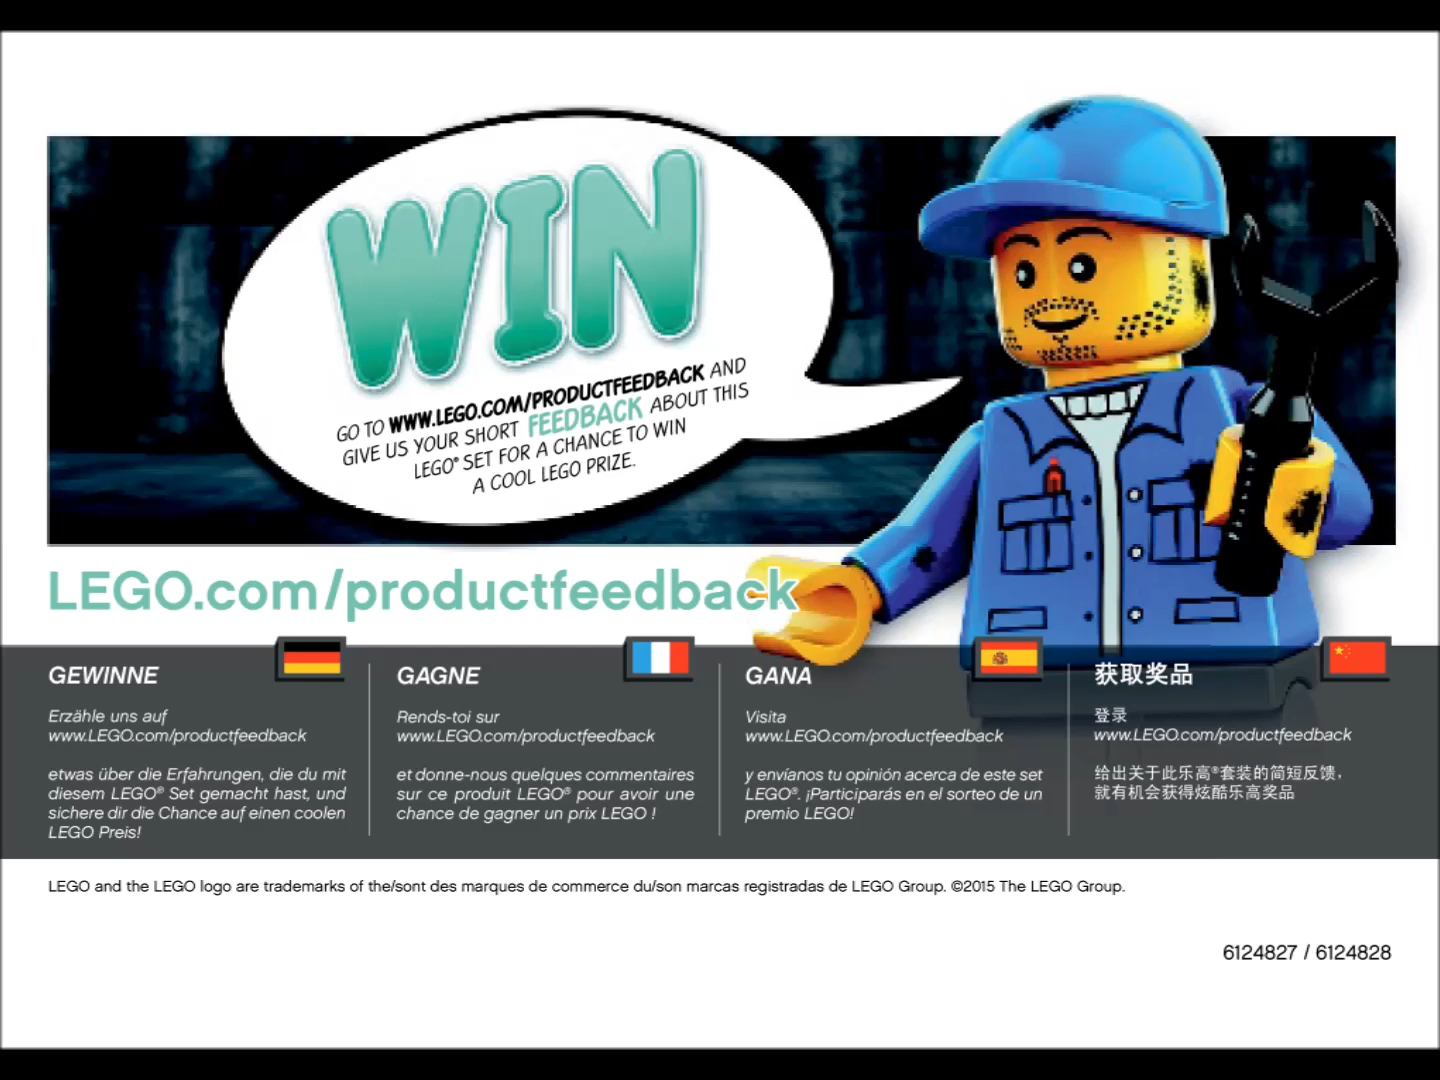 WIN
GO TO WWW.LEGO.COM/PRODUCTFEEDBACK AND
GIVE US YOUR SHORT FEEDBACK ABOUT THIS
LEGO® SET FOR A CHANCE TO WIN
A COOL LEGO PRIZE.
LEGO.com/productfeedback
GEWINNE
Erzähle uns auf
www.LEGO.com/productfeedback
etwas über die Erfahrungen, die du mit
diesem LEGO® Set gemacht hast, und
sichere dir die Chance auf einen coolen
LEGO Preis!
GAGNE
Rends-toi sur
www.LEGO.com/productfeedback
et donne-nous quelques commentaires
sur ce produit LEGO® pour avoir une
chance de gagner un prix LEGO !
GANA
Visita
www.LEGO.com/productfeedback
y envíanos tu opinión acerca de este set
LEGO®. ¡Participarás en el sorteo de un
premio LEGO!
获取奖品
登录
www.LEGO.com/productfeedback
给出关于此乐高®套装的简短反馈，
就有机会获得炫酷乐高奖品
LEGO and the LEGO logo are trademarks of the/sont des marques de commerce du/son marcas registradas de LEGO Group. ©2015 The LEGO Group.
6124827 / 6124828